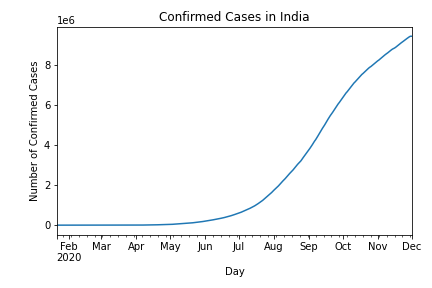 Confirmed Cases in India
1e6
8
6
4
2
0
Number of Confirmed Cases
Feb Mar Apr May Jun Jul Aug Sep Oct Nov Dec
2020
Day